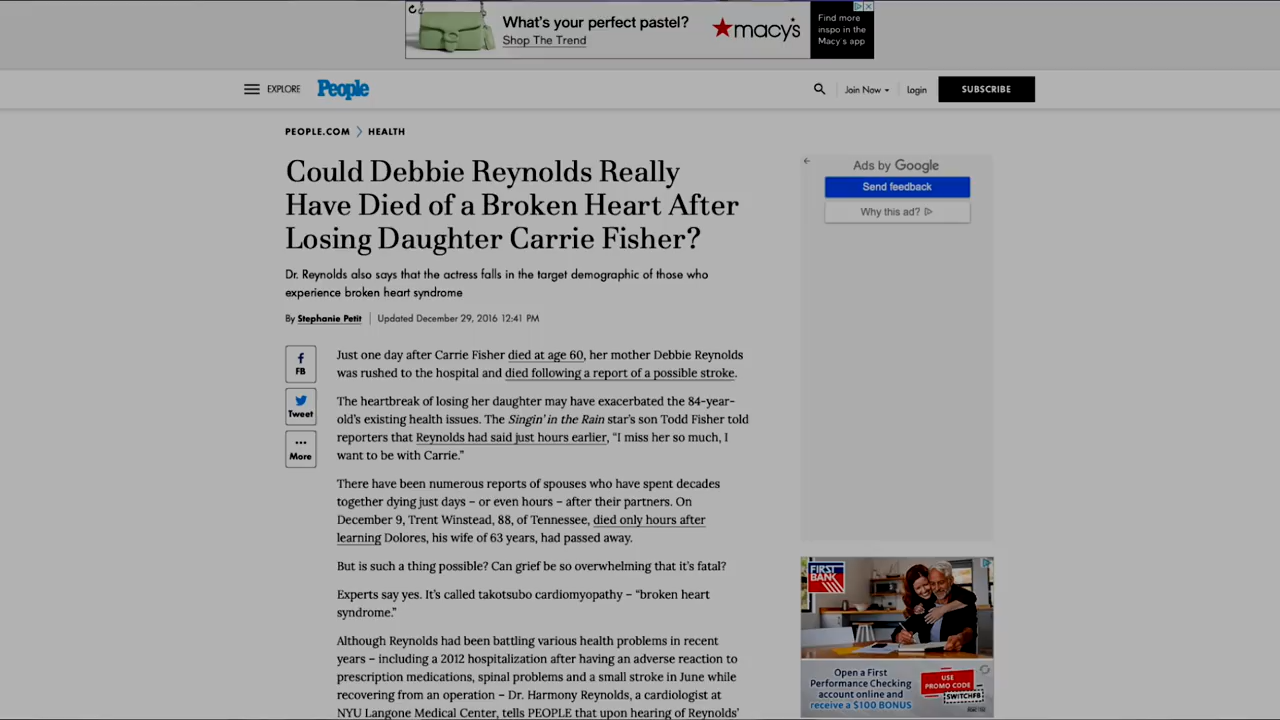 What's your perfect pastel?
Shop The Trend
macy's
Find more
inspo in the
Macy's app
EXPLORE
People
Join Now
login
SUBSCRIBE
PEOPLE.COM
HEALTH
Could Debbie Reynolds Really
Have Died of a Broken Heart After
Losing Daughter Carrie Fisher?
Dr. Reynolds also says that the actress falls in the target demographic of those who
experience broken heart syndrome
By Stephanie Petit
Updated December 29, 2016 12:41 PM
FB
Tweet
More
Just one day after Carrie Fisher died at age 60, her mother Debbie Reynolds
was rushed to the hospital and died following a report of a possible stroke.
The heartbreak of losing her daughter may have exacerbated the 84-year-
old's existing health issues. The Singin' in the Rain star's son Todd Fisher told
reporters that Reynolds had said just hours earlier, “I miss her so much, I
want to be with Carrie.”
There have been numerous reports of spouses who have spent decades
together dying just days – or even hours – after their partners. On
December 9, Trent Winstead, 88, of Tennessee, died only hours after
learning Dolores, his wife of 63 years, had passed away.
But is such a thing possible? Can grief be so overwhelming that it's fatal?
Experts say yes. It's called takotsubo cardiomyopathy – “broken heart
syndrome.”
Although Reynolds had been battling various health problems in recent
years – including a 2012 hospitalization after having an adverse reaction to
prescription medications, spinal problems and a small stroke in June while
recovering from an operation – Dr. Harmony Reynolds, a cardiologist at
NYU Langone Medical Center, tells PEOPLE that upon hearing of Reynolds'
Ads by Google
Send feedback
Why this ad?
FIRST
BANK
Open a First
Performance Checking
account online and
receive a $100 BONUS
USE
PROMO CODE
SWITCHFB